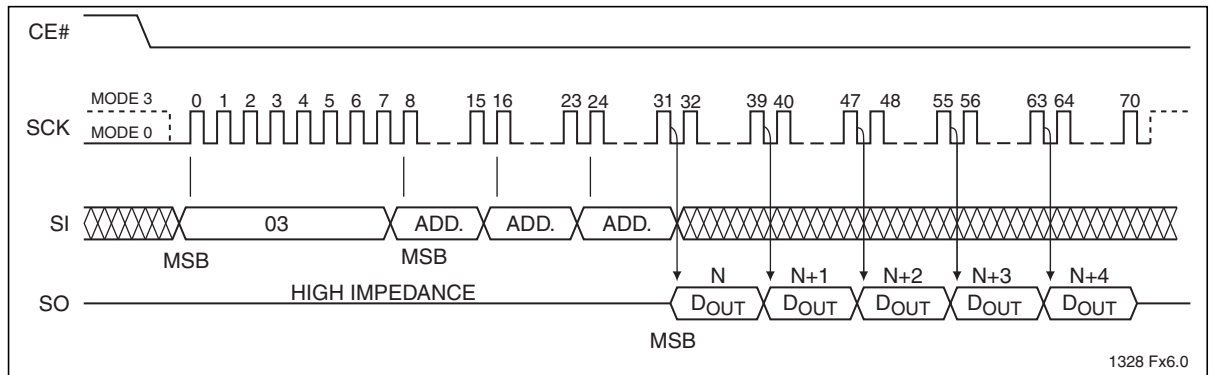 CE#
MODE 3
0 1 2 3 4 5 6 7 8 15 16 23 24 31 32 39 40 47 48 55 56 63 64 70
SCK
MODE 0
SI
03 ADD. ADD. ADD.
MSB MSB
N N+1 N+2 N+3 N+4
HIGH IMPEDANCE
SO
DOUT DOUT DOUT DOUT DOUT
MSB
1328 Fx6.0